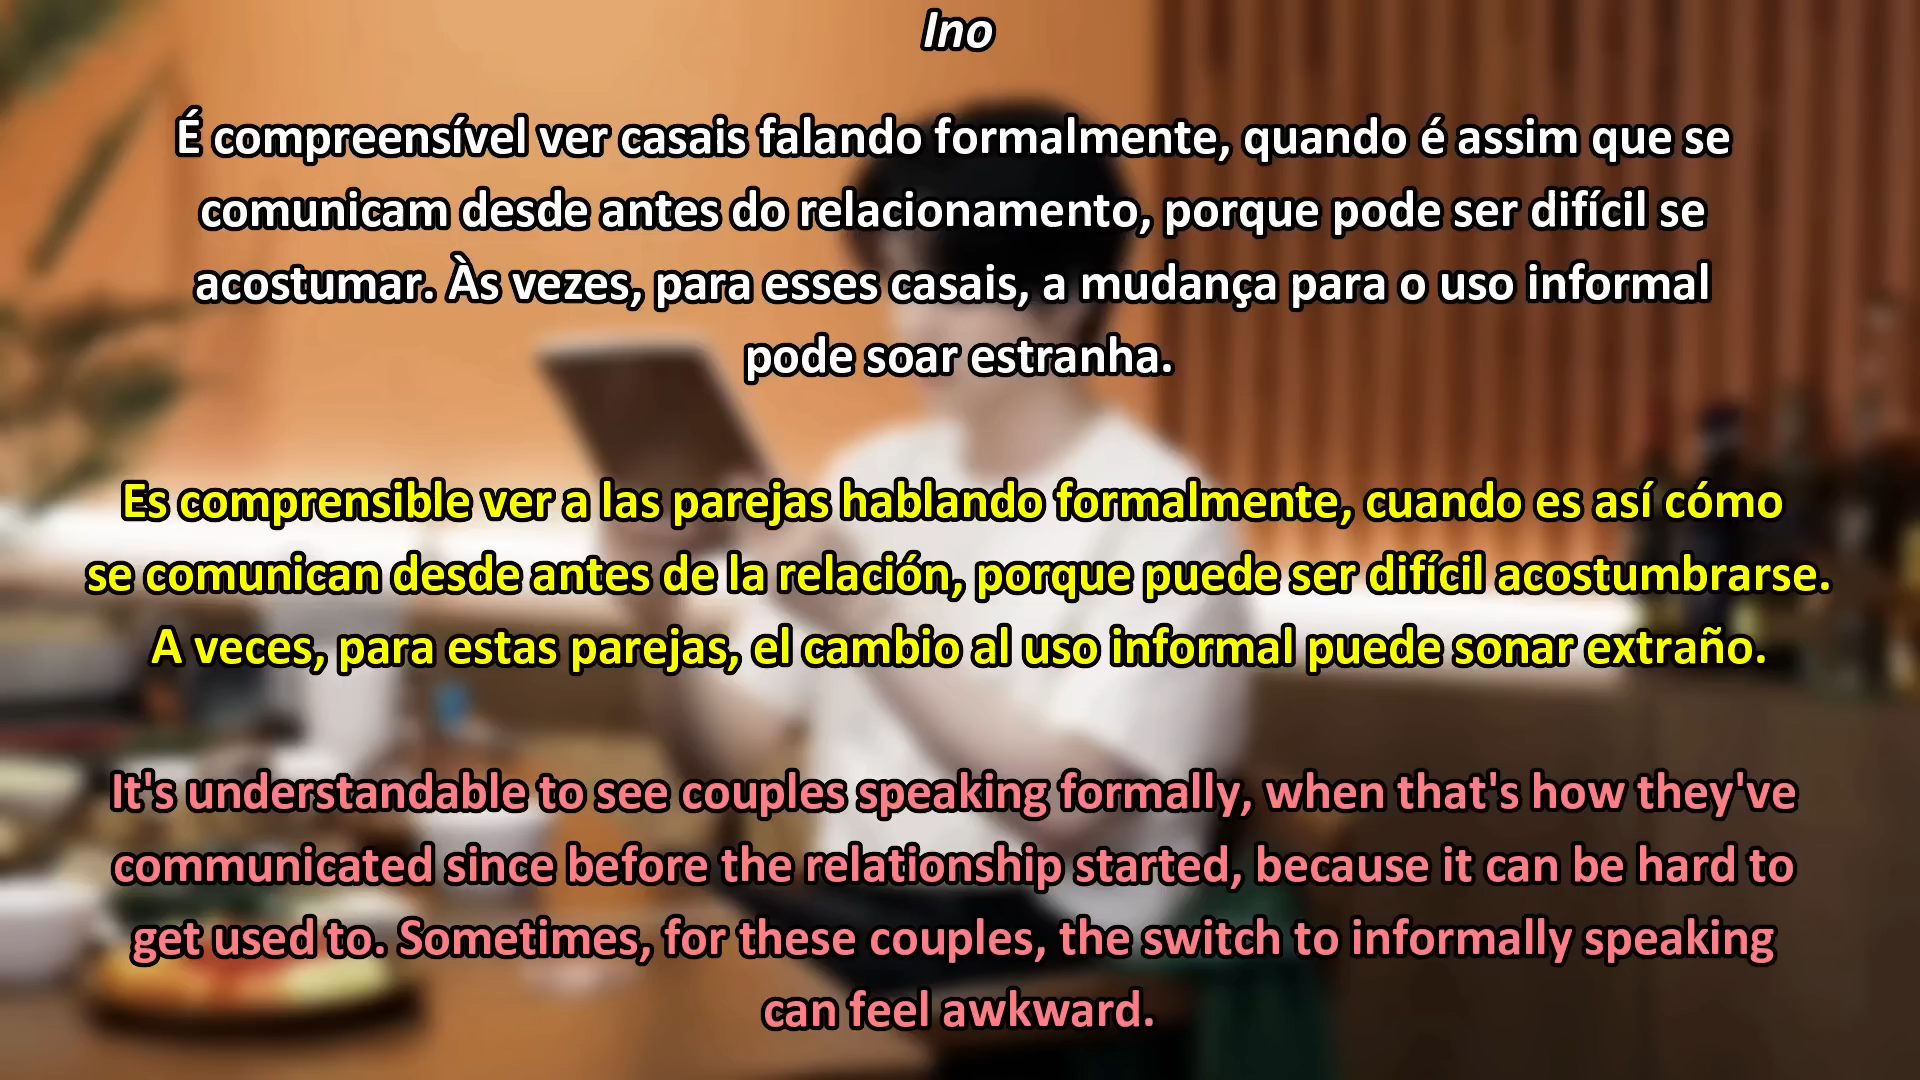 Ino
É compreensível ver casais falando formalmente, quando é assim que se
comunicam desde antes do relacionamento, porque pode ser difícil se
acostumar. Às vezes, para esses casais, a mudança para o uso informal
pode soar estranha.
Es comprensible ver a las parejas hablando formalmente, cuando es así cómo
se comunican desde antes de la relación, porque puede ser difícil acostumbrarse.
A veces, para estas parejas, el cambio al uso informal puede sonar extraño.
It's understandable to see couples speaking formally, when that's how they've
communicated since before the relationship started, because it can be hard to
get used to. Sometimes, for these couples, the switch to informally speaking
can feel awkward.